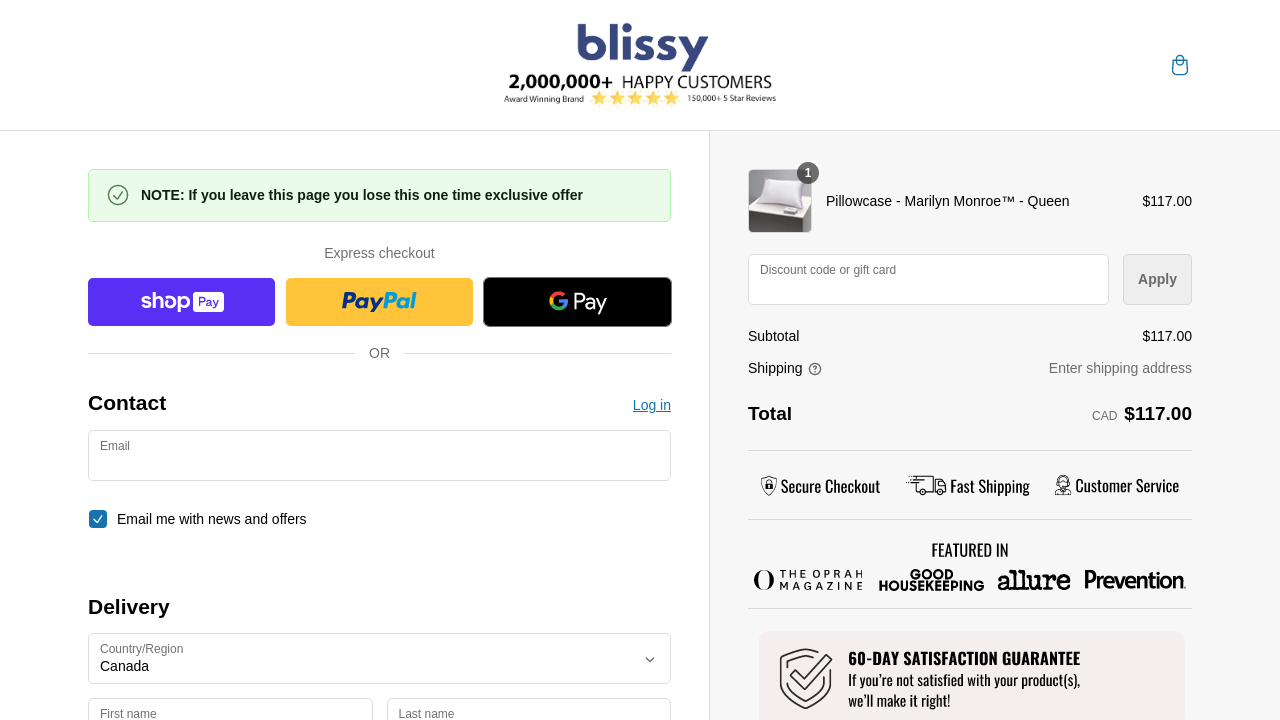 blissy
2,000,000+ HAPPY CUSTOMERS
Award Winning Brand 150,000+ 5 Star Reviews
NOTE: If you leave this page you lose this one time exclusive offer
Express checkout
shop Pay
PayPal
G Pay
OR
Contact
Log in
Email
Email me with news and offers
Delivery
Country/Region
Canada
First name
Last name
1
Pillowcase - Marilyn Monroe™ - Queen
$117.00
Discount code or gift card
Apply
Subtotal
$117.00
Shipping
Enter shipping address
Total
CAD $117.00
Secure Checkout
Fast Shipping
Customer Service
FEATURED IN
O THE OPRAH MAGAZINE
GOOD HOUSEKEEPING
allure
Prevention.
60-DAY SATISFACTION GUARANTEE
If you're not satisfied with your product(s),
we'll make it right!